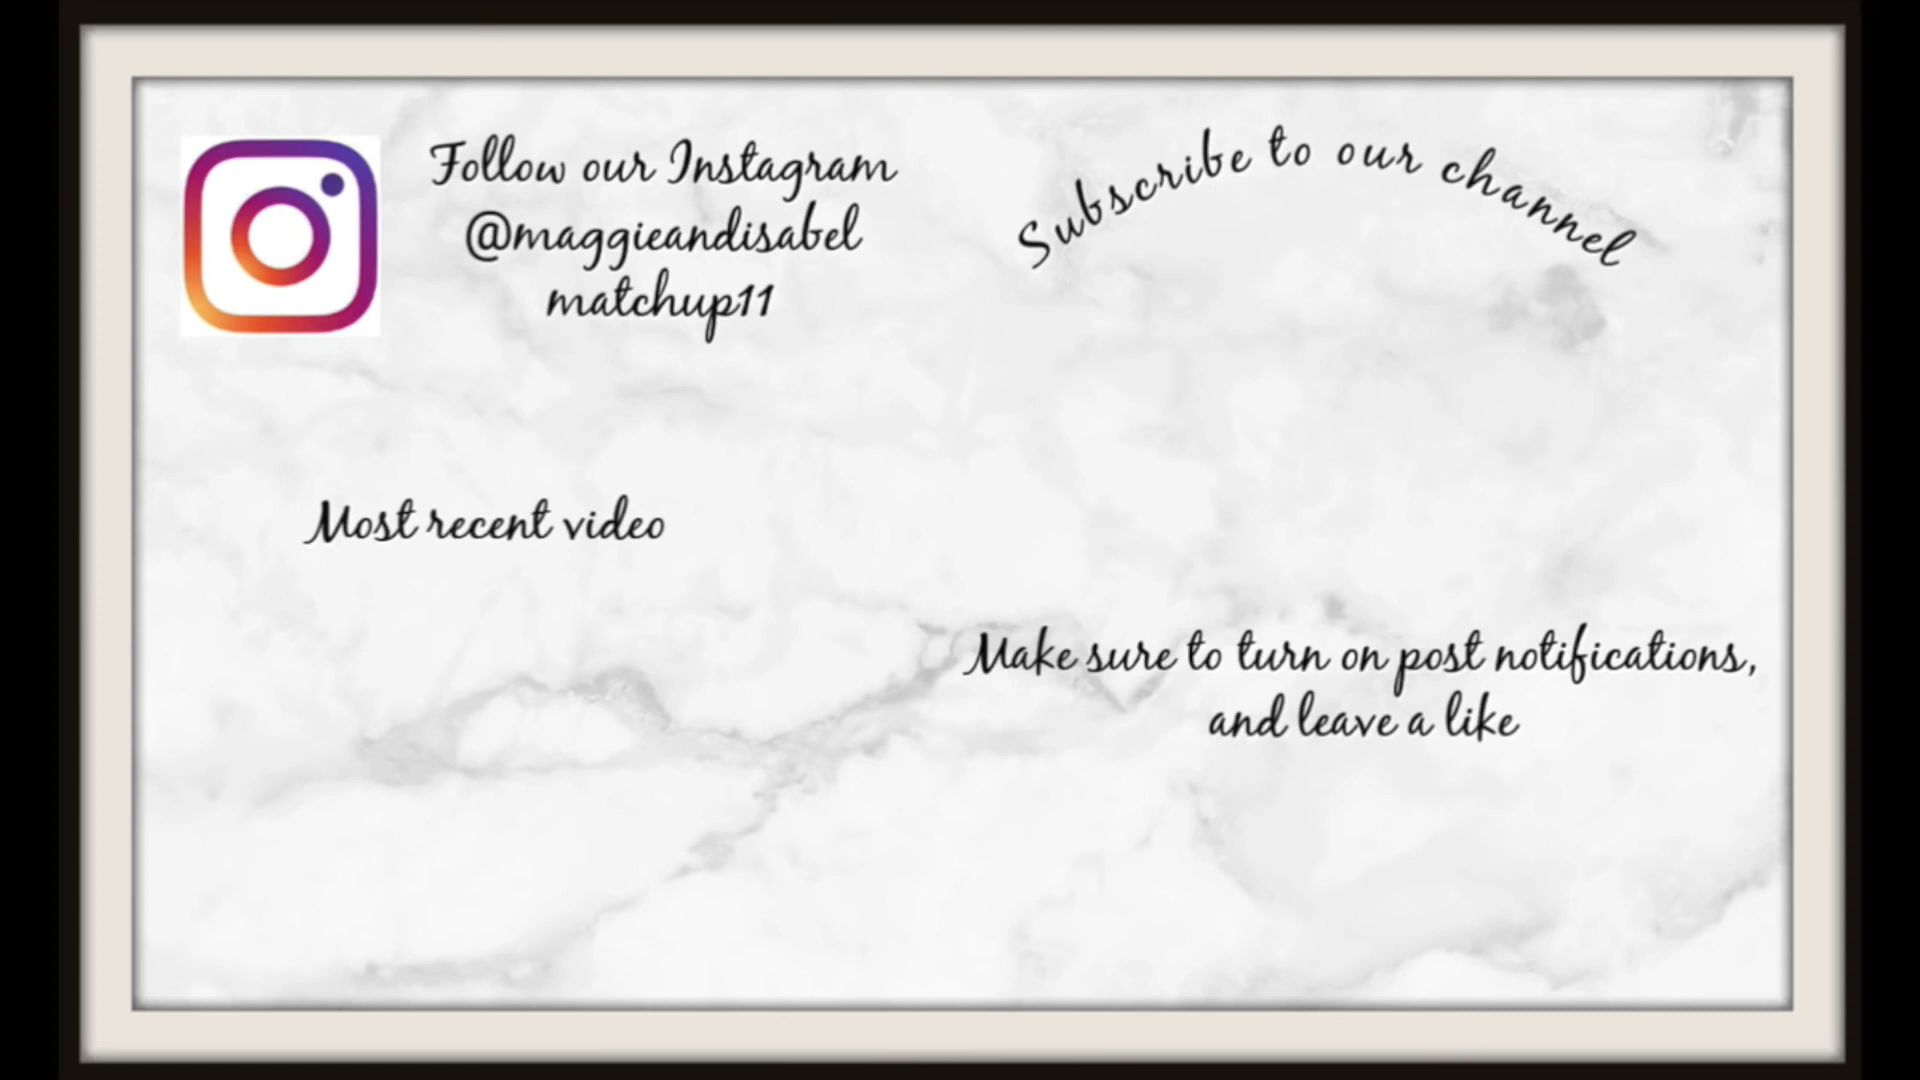 Follow our Instagram
@maggieandisabel
matchup11
Subscribe to our channel
Most recent video
Make sure to turn on post notifications,
and leave a like